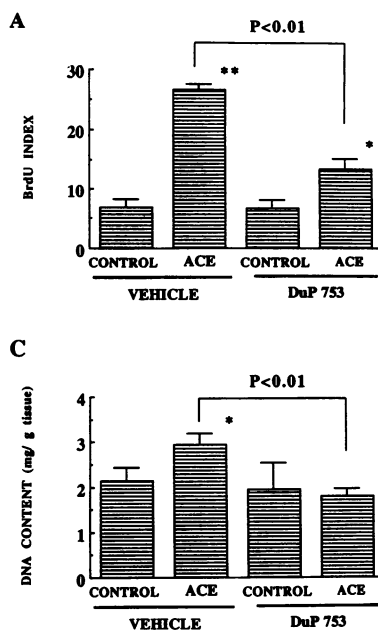 A
P<0.01
**
*
BrdU INDEX
30
20
10
0
CONTROL ACE CONTROL ACE
VEHICLE DuP 753
C
P<0.01
*
DNA CONTENT (mg/ g tissue)
4
3
2
1
0
CONTROL ACE CONTROL ACE
VEHICLE DuP 753